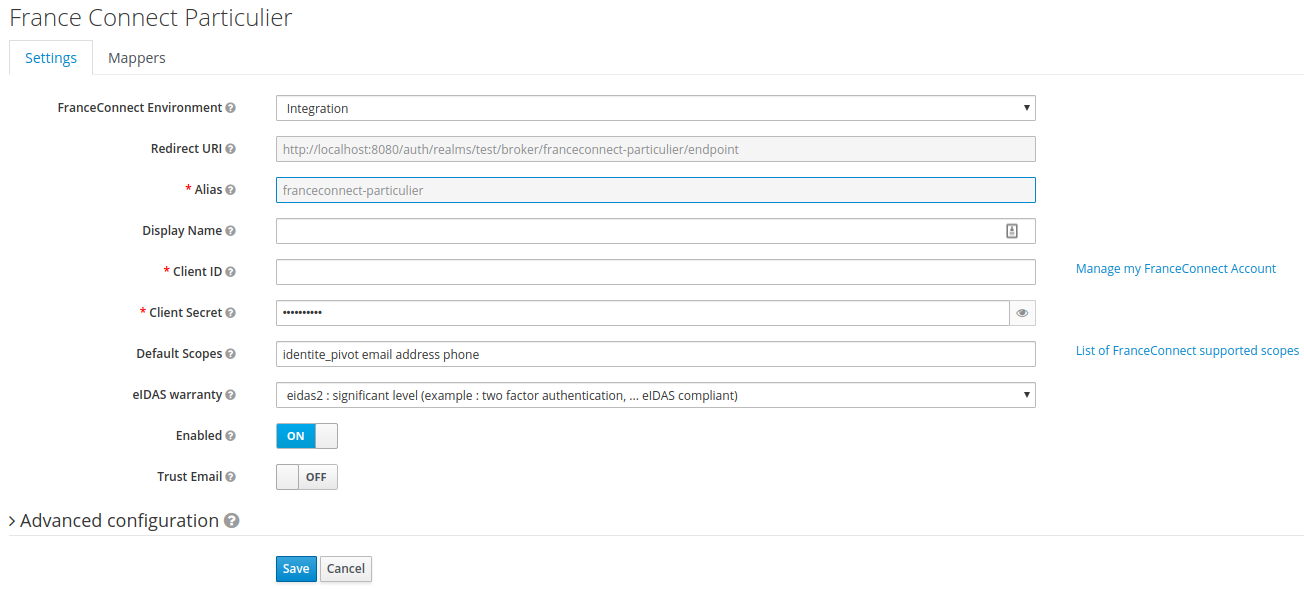 France Connect Particulier
Settings Mappers
FranceConnect Environment Integration
Redirect URI http://localhost:8080/auth/realms/test/broker/franceconnect-particulier/endpoint
* Alias franceconnect-particulier
Display Name
* Client ID Manage my FranceConnect Account
* Client Secret ••••••••••
Default Scopes identite_pivot email address phone List of FranceConnect supported scopes
eIDAS warranty eidas2 : significant level (example : two factor authentication, ... eIDAS compliant)
Enabled ON
Trust Email OFF
Advanced configuration
Save Cancel